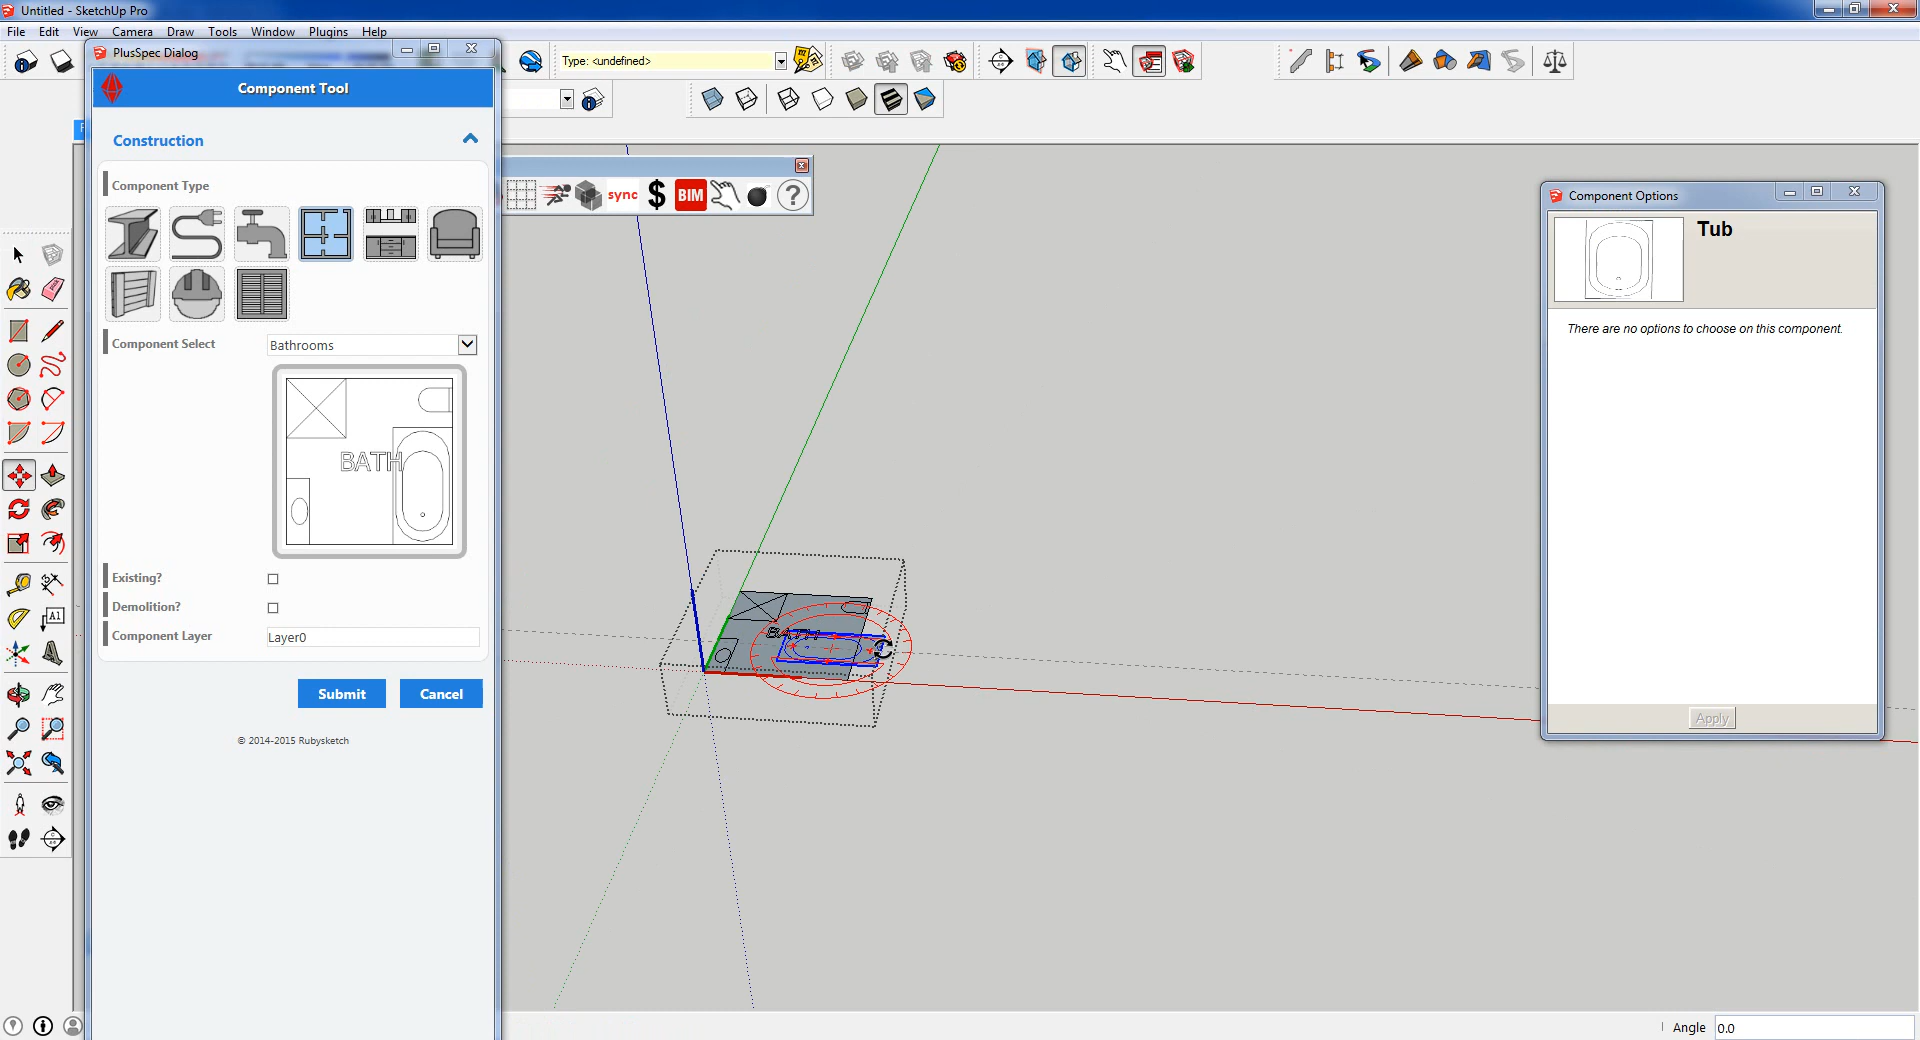 Untitled - SketchUp Pro
File Edit View Camera Draw Tools Window Plugins Help
PlusSpec Dialog
Type: <undefined>
Component Tool
Construction
Component Type
sync $ BIM ?
Component Options
Tub
There are no options to choose on this component.
Component Select Bathrooms
BATH
Existing?
Demolition?
Component Layer Layer0
BATH
Submit Cancel
Apply
© 2014-2015 Rubysketch
A1
Angle 0.0